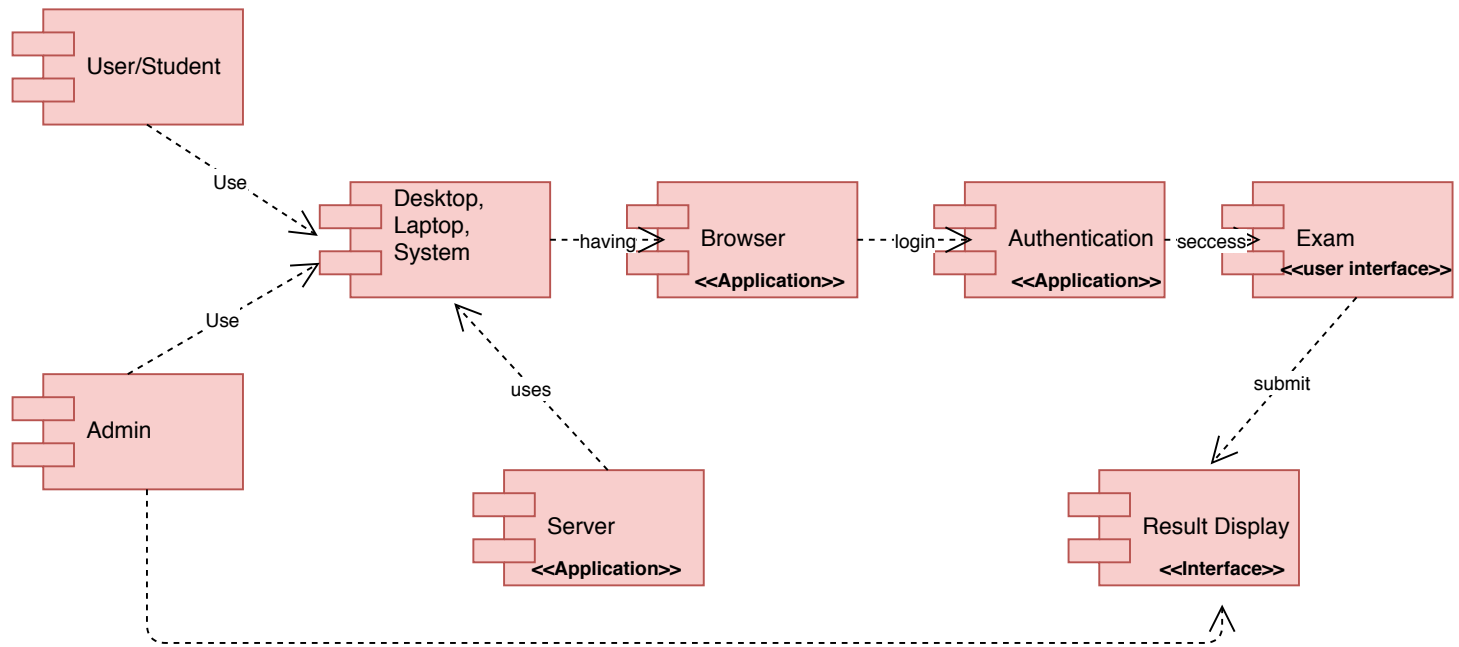 User/Student
Use
Desktop,
Laptop,
System
having
Browser
<<Application>>
login
Authentication
<<Application>>
seccess
Exam
<<user interface>>
Use
Admin
uses
submit
Server
<<Application>>
Result Display
<<Interface>>